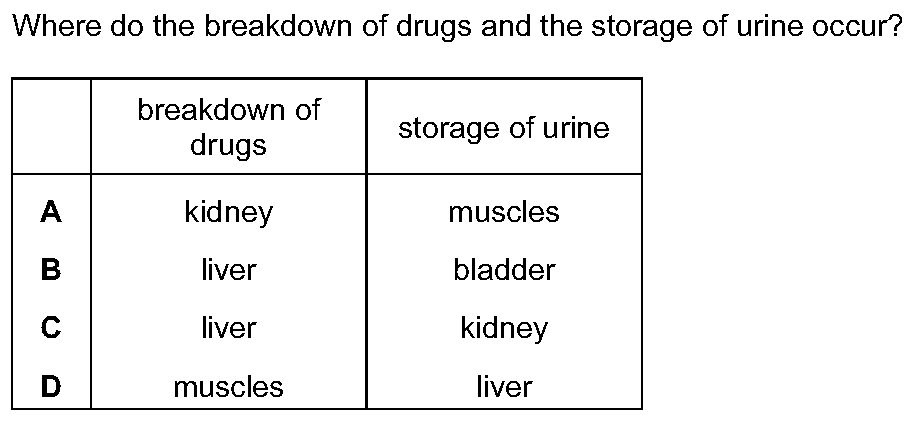 Where do the breakdown of drugs and the storage of urine occur?
breakdown of
drugs
storage of urine
A kidney muscles
B liver bladder
C liver kidney
D muscles liver